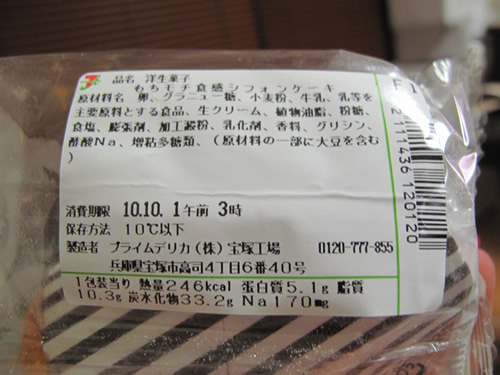 品名 洋生菓子
もちモチ食感シフォンケーキ
原材料名 卵、グラニュー糖、小麦粉、牛乳、乳等を
主要原料とする食品、生クリーム、植物油脂、粉糖、
食塩、膨張剤、加工澱粉、乳化剤、香料、グリシン、
酢酸Na、増粘多糖類、(原材料の一部に大豆を含む
)
消費期限 10.10. 1午前 3時
保存方法 10℃以下
製造者 プライムデリカ(株)宝塚工場 0120-777-855
兵庫県宝塚市高司4丁目6番40号
1包装当り 熱量246kcal 蛋白質5.1g 脂質
10.3g 炭水化物33.2g Na170mg